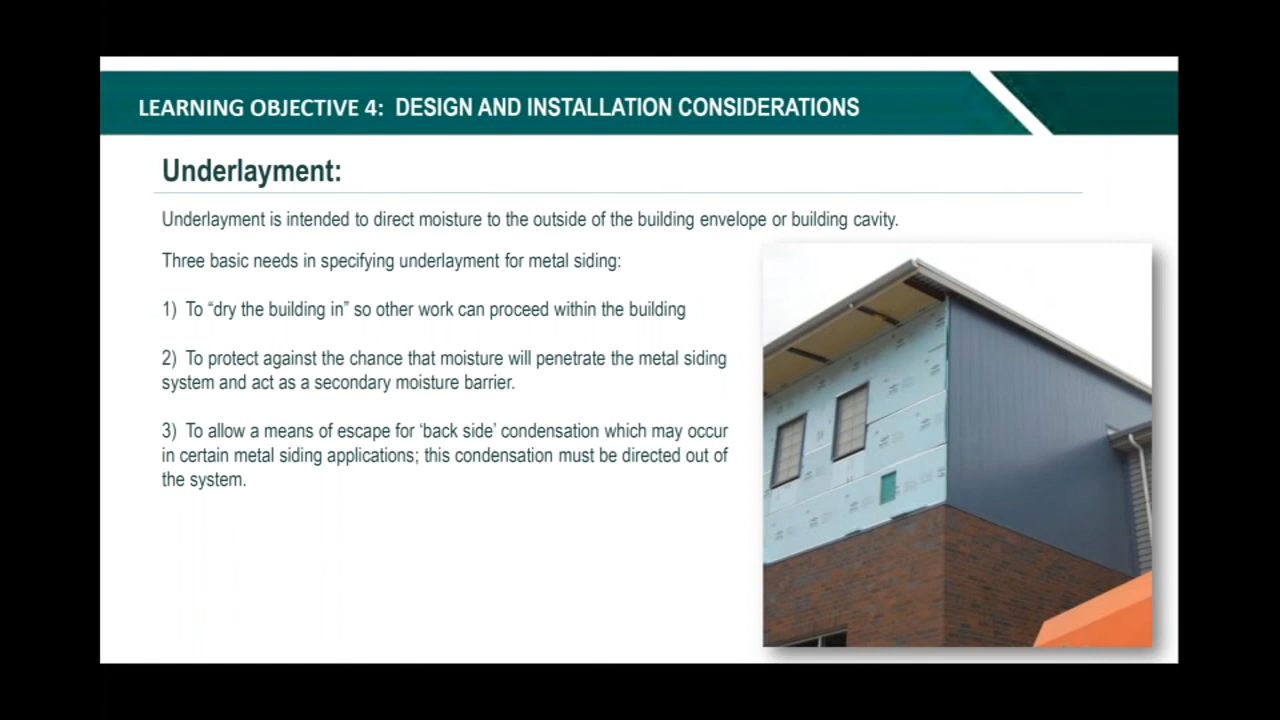 LEARNING OBJECTIVE 4: DESIGN AND INSTALLATION CONSIDERATIONS
Underlayment:
Underlayment is intended to direct moisture to the outside of the building envelope or building cavity.
Three basic needs in specifying underlayment for metal siding:
1) To “dry the building in” so other work can proceed within the building
2) To protect against the chance that moisture will penetrate the metal siding
system and act as a secondary moisture barrier.
3) To allow a means of escape for ‘back side’ condensation which may occur
in certain metal siding applications; this condensation must be directed out of
the system.